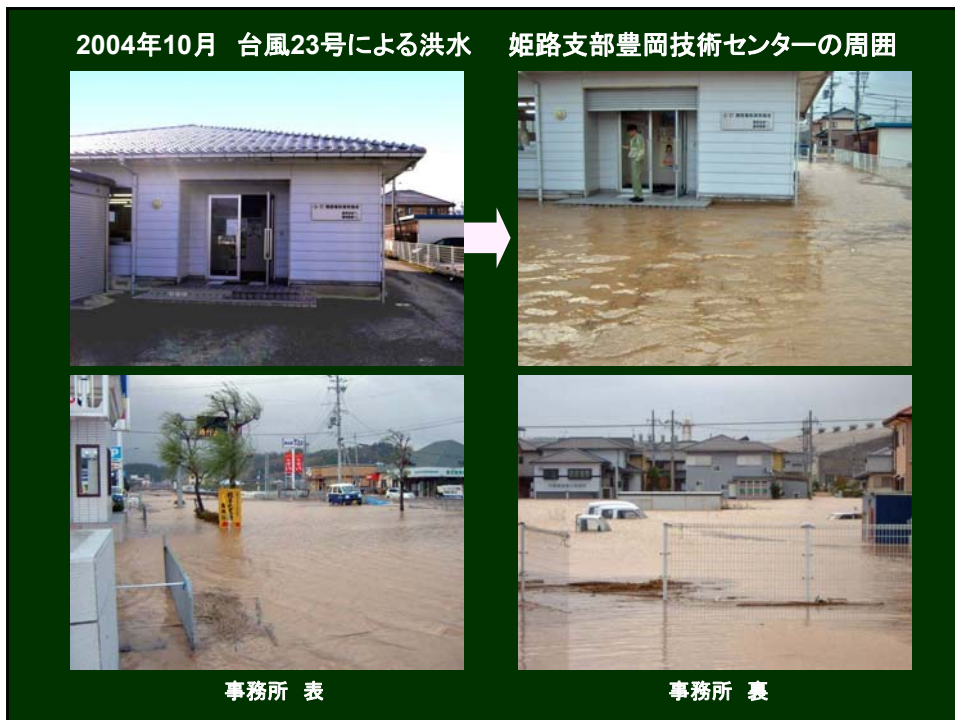 2004年10月 台風23号による洪水 姫路支部豊岡技術センターの周囲
事務所 表
事務所 裏